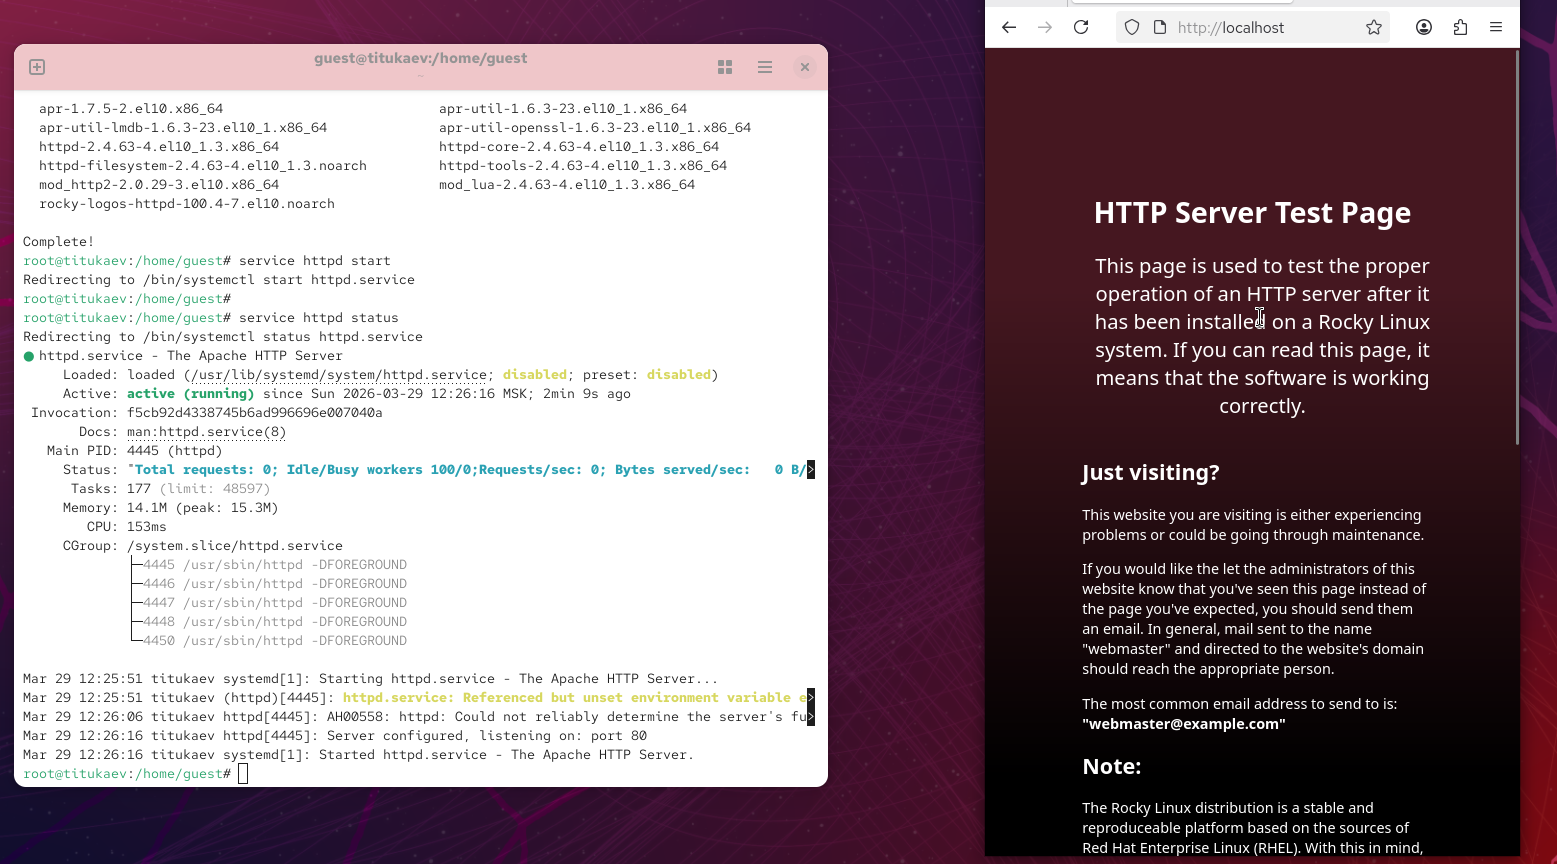 guest@titukaev:/home/guest
~
apr-1.7.5-2.el10.x86_64 apr-util-1.6.3-23.el10_1.x86_64
apr-util-lmdb-1.6.3-23.el10_1.x86_64 apr-util-openssl-1.6.3-23.el10_1.x86_64
httpd-2.4.63-4.el10_1.3.x86_64 httpd-core-2.4.63-4.el10_1.3.x86_64
httpd-filesystem-2.4.63-4.el10_1.3.noarch httpd-tools-2.4.63-4.el10_1.3.x86_64
mod_http2-2.0.29-3.el10.x86_64 mod_lua-2.4.63-4.el10_1.3.x86_64
rocky-logos-httpd-100.4-7.el10.noarch
Complete!
root@titukaev:/home/guest# service httpd start
Redirecting to /bin/systemctl start httpd.service
root@titukaev:/home/guest#
root@titukaev:/home/guest# service httpd status
Redirecting to /bin/systemctl status httpd.service
● httpd.service - The Apache HTTP Server
Loaded: loaded (/usr/lib/systemd/system/httpd.service; disabled; preset: disabled)
Active: active (running) since Sun 2026-03-29 12:26:16 MSK; 2min 9s ago
Invocation: f5cb92d4338745b6ad996696e007040a
Docs: man:httpd.service(8)
Main PID: 4445 (httpd)
Status: "Total requests: 0; Idle/Busy workers 100/0;Requests/sec: 0; Bytes served/sec:   0 B/>
Tasks: 177 (limit: 48597)
Memory: 14.1M (peak: 15.3M)
CPU: 153ms
CGroup: /system.slice/httpd.service
├─4445 /usr/sbin/httpd -DFOREGROUND
├─4446 /usr/sbin/httpd -DFOREGROUND
├─4447 /usr/sbin/httpd -DFOREGROUND
├─4448 /usr/sbin/httpd -DFOREGROUND
└─4450 /usr/sbin/httpd -DFOREGROUND
Mar 29 12:25:51 titukaev systemd[1]: Starting httpd.service - The Apache HTTP Server...
Mar 29 12:25:51 titukaev (httpd)[4445]: httpd.service: Referenced but unset environment variable e>
Mar 29 12:26:06 titukaev httpd[4445]: AH00558: httpd: Could not reliably determine the server's fu>
Mar 29 12:26:16 titukaev httpd[4445]: Server configured, listening on: port 80
Mar 29 12:26:16 titukaev systemd[1]: Started httpd.service - The Apache HTTP Server.
root@titukaev:/home/guest#
http://localhost
HTTP Server Test Page
This page is used to test the proper
operation of an HTTP server after it
has been installed on a Rocky Linux
system. If you can read this page, it
means that the software is working
correctly.
Just visiting?
This website you are visiting is either experiencing
problems or could be going through maintenance.
If you would like the let the administrators of this
website know that you've seen this page instead of
the page you've expected, you should send them
an email. In general, mail sent to the name
"webmaster" and directed to the website's domain
should reach the appropriate person.
The most common email address to send to is:
"webmaster@example.com"
Note:
The Rocky Linux distribution is a stable and
reproduceable platform based on the sources of
Red Hat Enterprise Linux (RHEL). With this in mind,